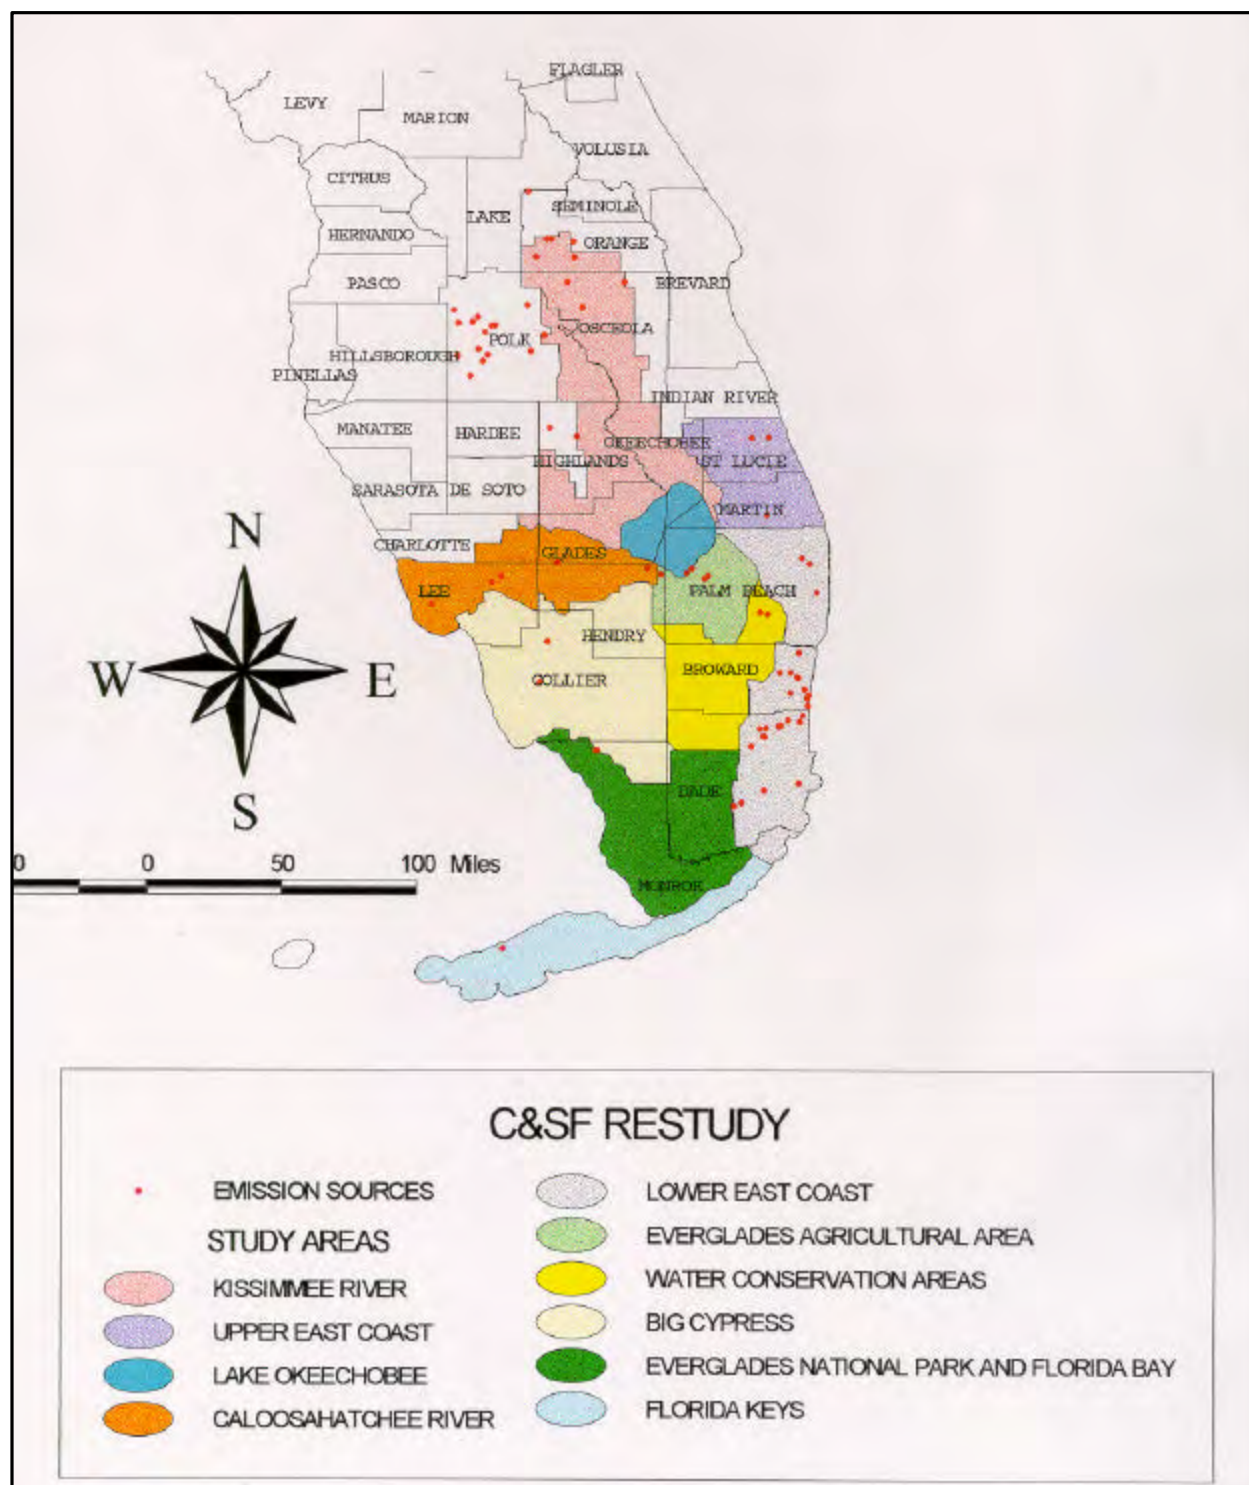 FLAGLER
LEVY
MARION
VOLUSIA
CITRUS
SEMINOLE
LAKE
HERNANDO
ORANGE
PASCO
BREVARD
OSCEOLA
POLK
HILLSBOROUGH
PINELLAS
INDIAN RIVER
MANATEE
HARDEE
OKEECHOBEE
HIGHLANDS
ST LUCIE
SARASOTA
DE SOTO
MARTIN
CHARLOTTE
GLADES
LEE
PALM BEACH
HENDRY
BROWARD
COLLIER
DADE
MONROE
N
W
E
S
0 0 50 100 Miles
C&SF RESTUDY
EMISSION SOURCES
STUDY AREAS
KISSIMMEE RIVER
UPPER EAST COAST
LAKE OKEECHOBEE
CALOOSAHATCHEE RIVER
LOWER EAST COAST
EVERGLADES AGRICULTURAL AREA
WATER CONSERVATION AREAS
BIG CYPRESS
EVERGLADES NATIONAL PARK AND FLORIDA BAY
FLORIDA KEYS